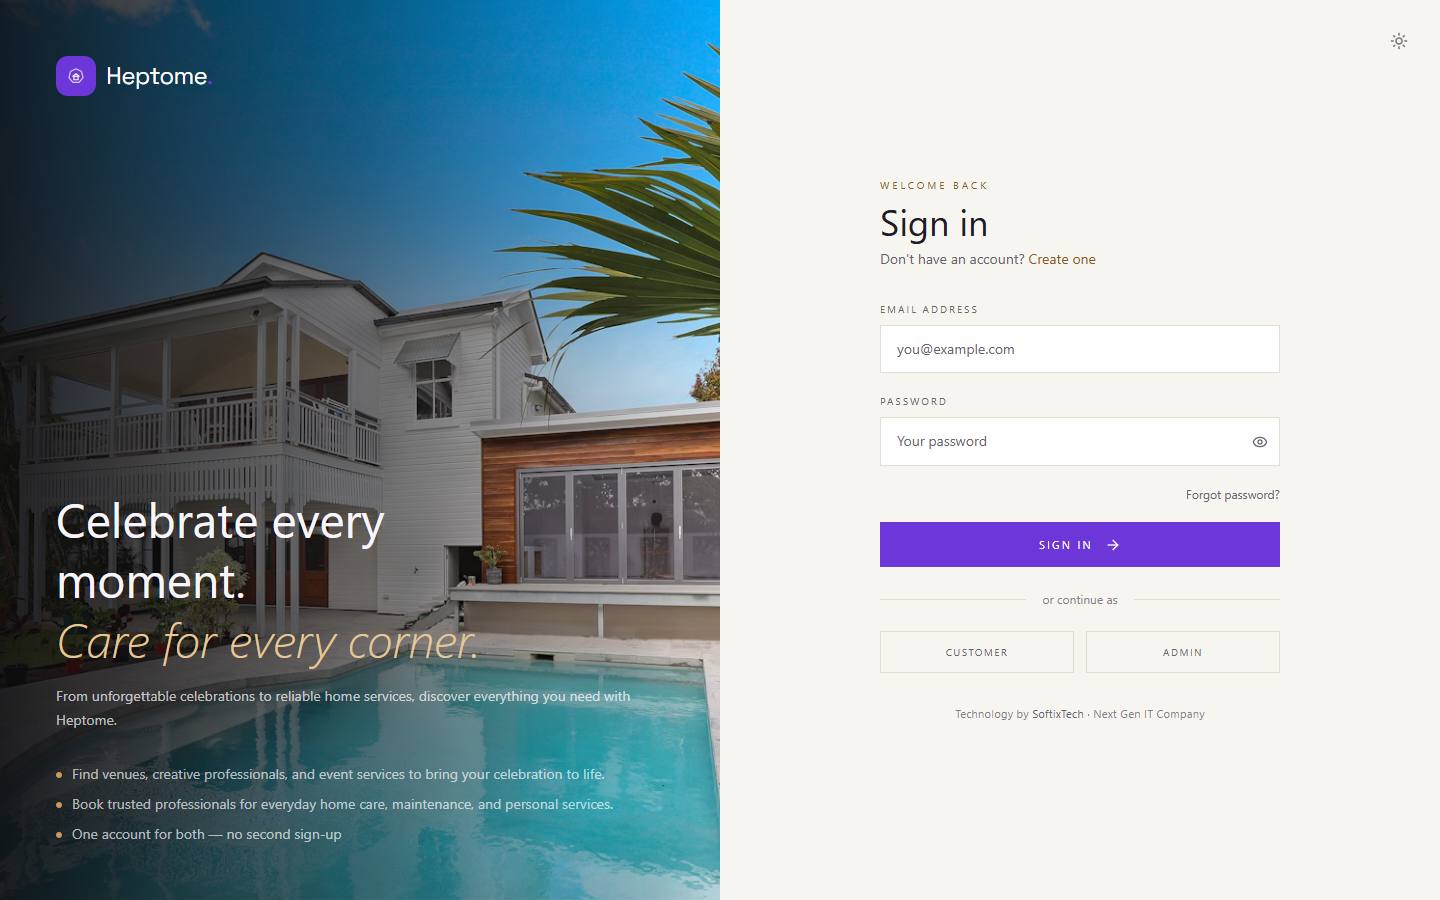 Heptome.
Celebrate every
moment.
Care for every corner.
From unforgettable celebrations to reliable home services, discover everything you need with
Heptome.
Find venues, creative professionals, and event services to bring your celebration to life.
Book trusted professionals for everyday home care, maintenance, and personal services.
One account for both — no second sign-up
WELCOME BACK
Sign in
Don't have an account? Create one
EMAIL ADDRESS
you@example.com
PASSWORD
Your password
Forgot password?
SIGN IN
or continue as
CUSTOMER
ADMIN
Technology by SoftixTech · Next Gen IT Company